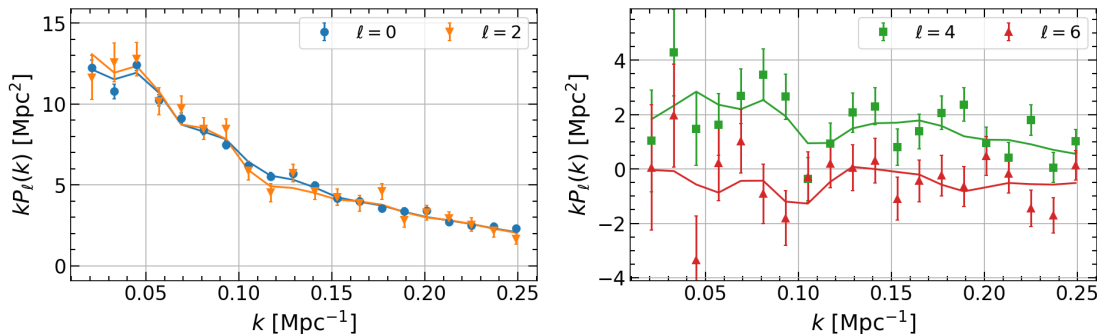 ℓ = 0 ℓ = 2
15
10
5
0
kPℓ(k) [Mpc²]
0.05 0.10 0.15 0.20 0.25
k [Mpc⁻¹]
ℓ = 4 ℓ = 6
4
2
0
−2
−4
kPℓ(k) [Mpc²]
0.05 0.10 0.15 0.20 0.25
k [Mpc⁻¹]